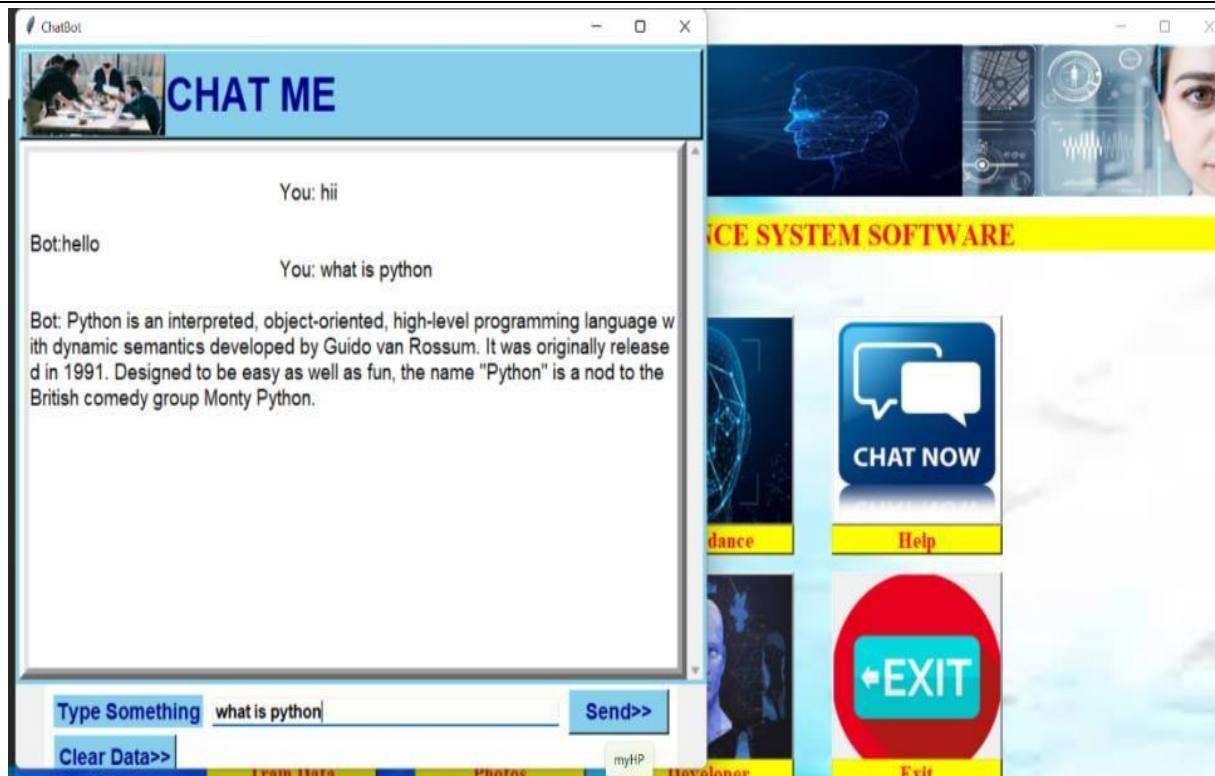 ChatBot
CHAT ME
You: hii
Bot:hello
You: what is python
Bot: Python is an interpreted, object-oriented, high-level programming language w
ith dynamic semantics developed by Guido van Rossum. It was originally release
d in 1991. Designed to be easy as well as fun, the name "Python" is a nod to the
British comedy group Monty Python.
Type Something
what is python
Send>>
Clear Data>>
myHP
NCE SYSTEM SOFTWARE
CHAT NOW
dance
Help
EXIT
Train Data
Photos
Developer
Exit